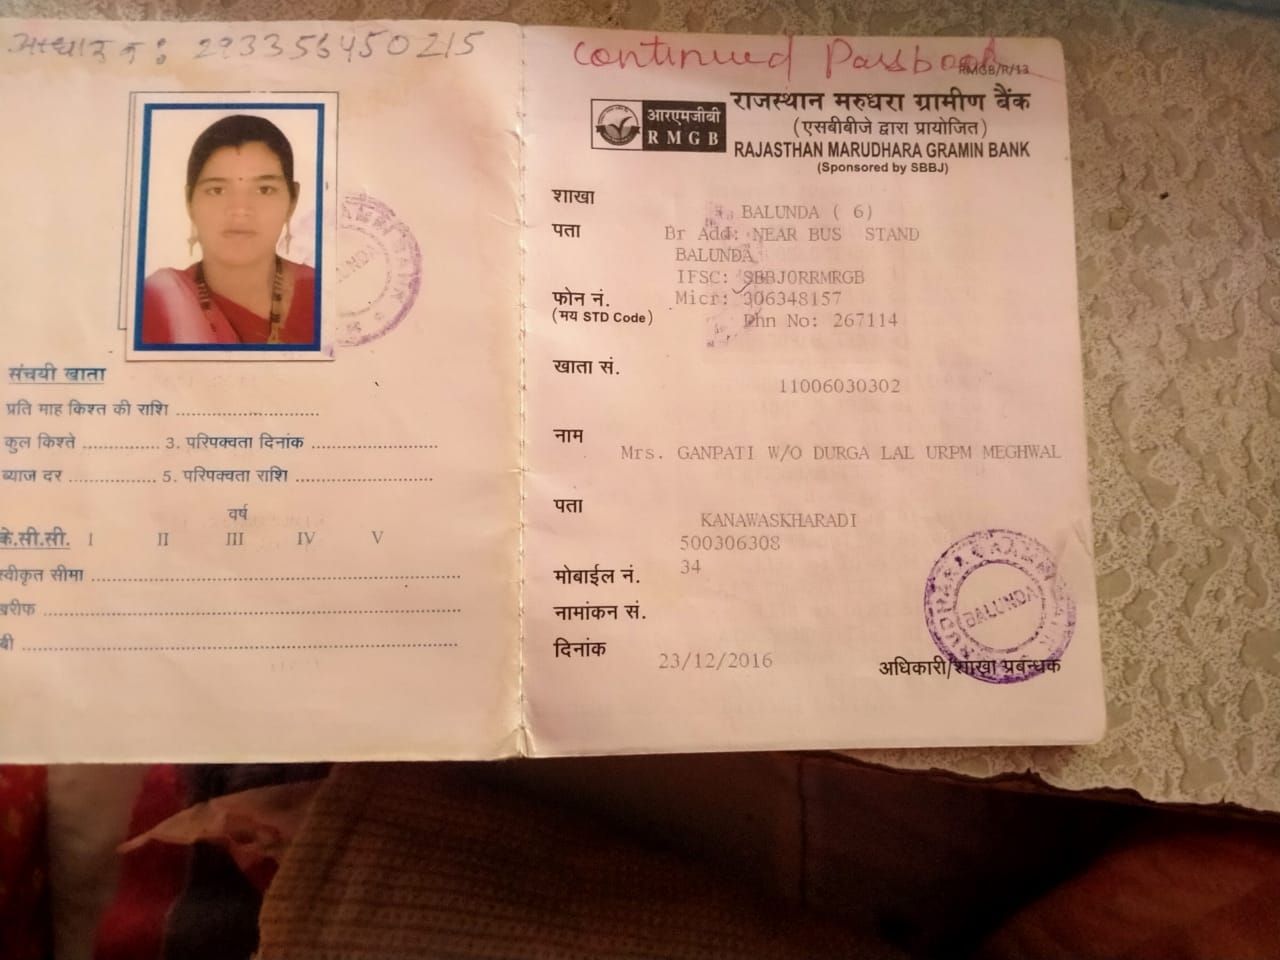 आधार नं: 293356450215
संचयी खाता
प्रति माह किश्त की राशि
कुल किश्ते 3. परिपक्वता दिनांक
ब्याज दर 5. परिपक्वता राशि
वर्ष
के.सी.सी. I II III IV V
स्वीकृत सीमा
खरीफ
Continued Passbook
RMGB/R/13
आरएमजीबी
RMGB
राजस्थान मरुधरा ग्रामीण बैंक
(एसबीबीजे द्वारा प्रायोजित)
RAJASTHAN MARUDHARA GRAMIN BANK
(Sponsored by SBBJ)
शाखा
BALUNDA ( 6)
पता Br Add: NEAR BUS STAND
BALUNDA
IFSC: SBBJ0RRMRGB
फोन नं. Micr: 306348157
(मय STD Code) Phn No: 267114
खाता सं.
11006030302
नाम
Mrs. GANPATI W/O DURGA LAL URPM MEGHWAL
पता
KANAWASKHARADI
500306308
मोबाईल नं. 34
नामांकन सं.
दिनांक 23/12/2016
BALUNDA
अधिकारी/शाखा प्रबन्धक